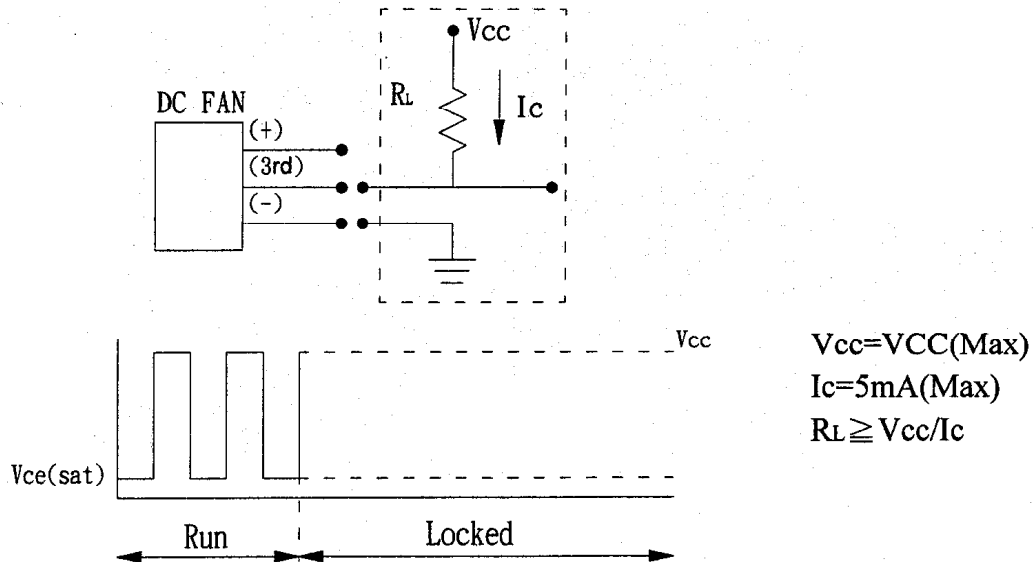 Vcc
RL
Ic
DC FAN
(+)
(3rd)
(-)
Vcc
Vce(sat)
Run
Locked
Vcc=VCC(Max)
Ic=5mA(Max)
RL≧Vcc/Ic